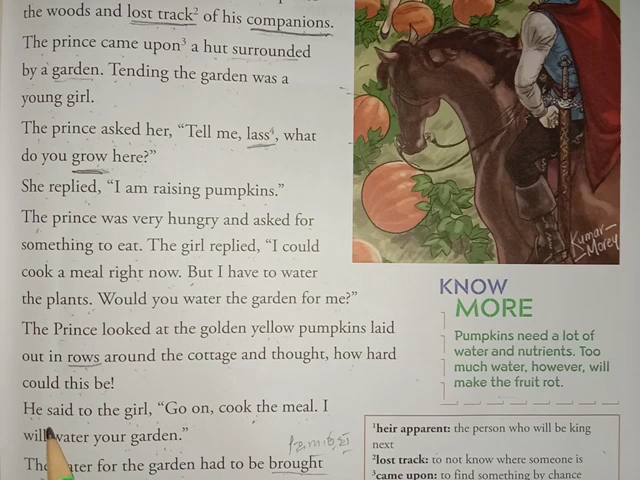 the woods and lost track² of his companions.
The prince came upon³ a hut surrounded
by a garden. Tending the garden was a
young girl.
The prince asked her, “Tell me, lass⁴, what
do you grow here?”
She replied, “I am raising pumpkins.”
The prince was very hungry and asked for
something to eat. The girl replied, “I could
cook a meal right now. But I have to water
the plants. Would you water the garden for me?”
The Prince looked at the golden yellow pumpkins laid
out in rows around the cottage and thought, how hard
could this be!
He said to the girl, “Go on, cook the meal. I
will water your garden.”
The water for the garden had to be brought
Kumar
Morey
KNOW
MORE
Pumpkins need a lot of
water and nutrients. Too
much water, however, will
make the fruit rot.
¹heir apparent: the person who will be king
next
²lost track: to not know where someone is
³came upon: to find something by chance